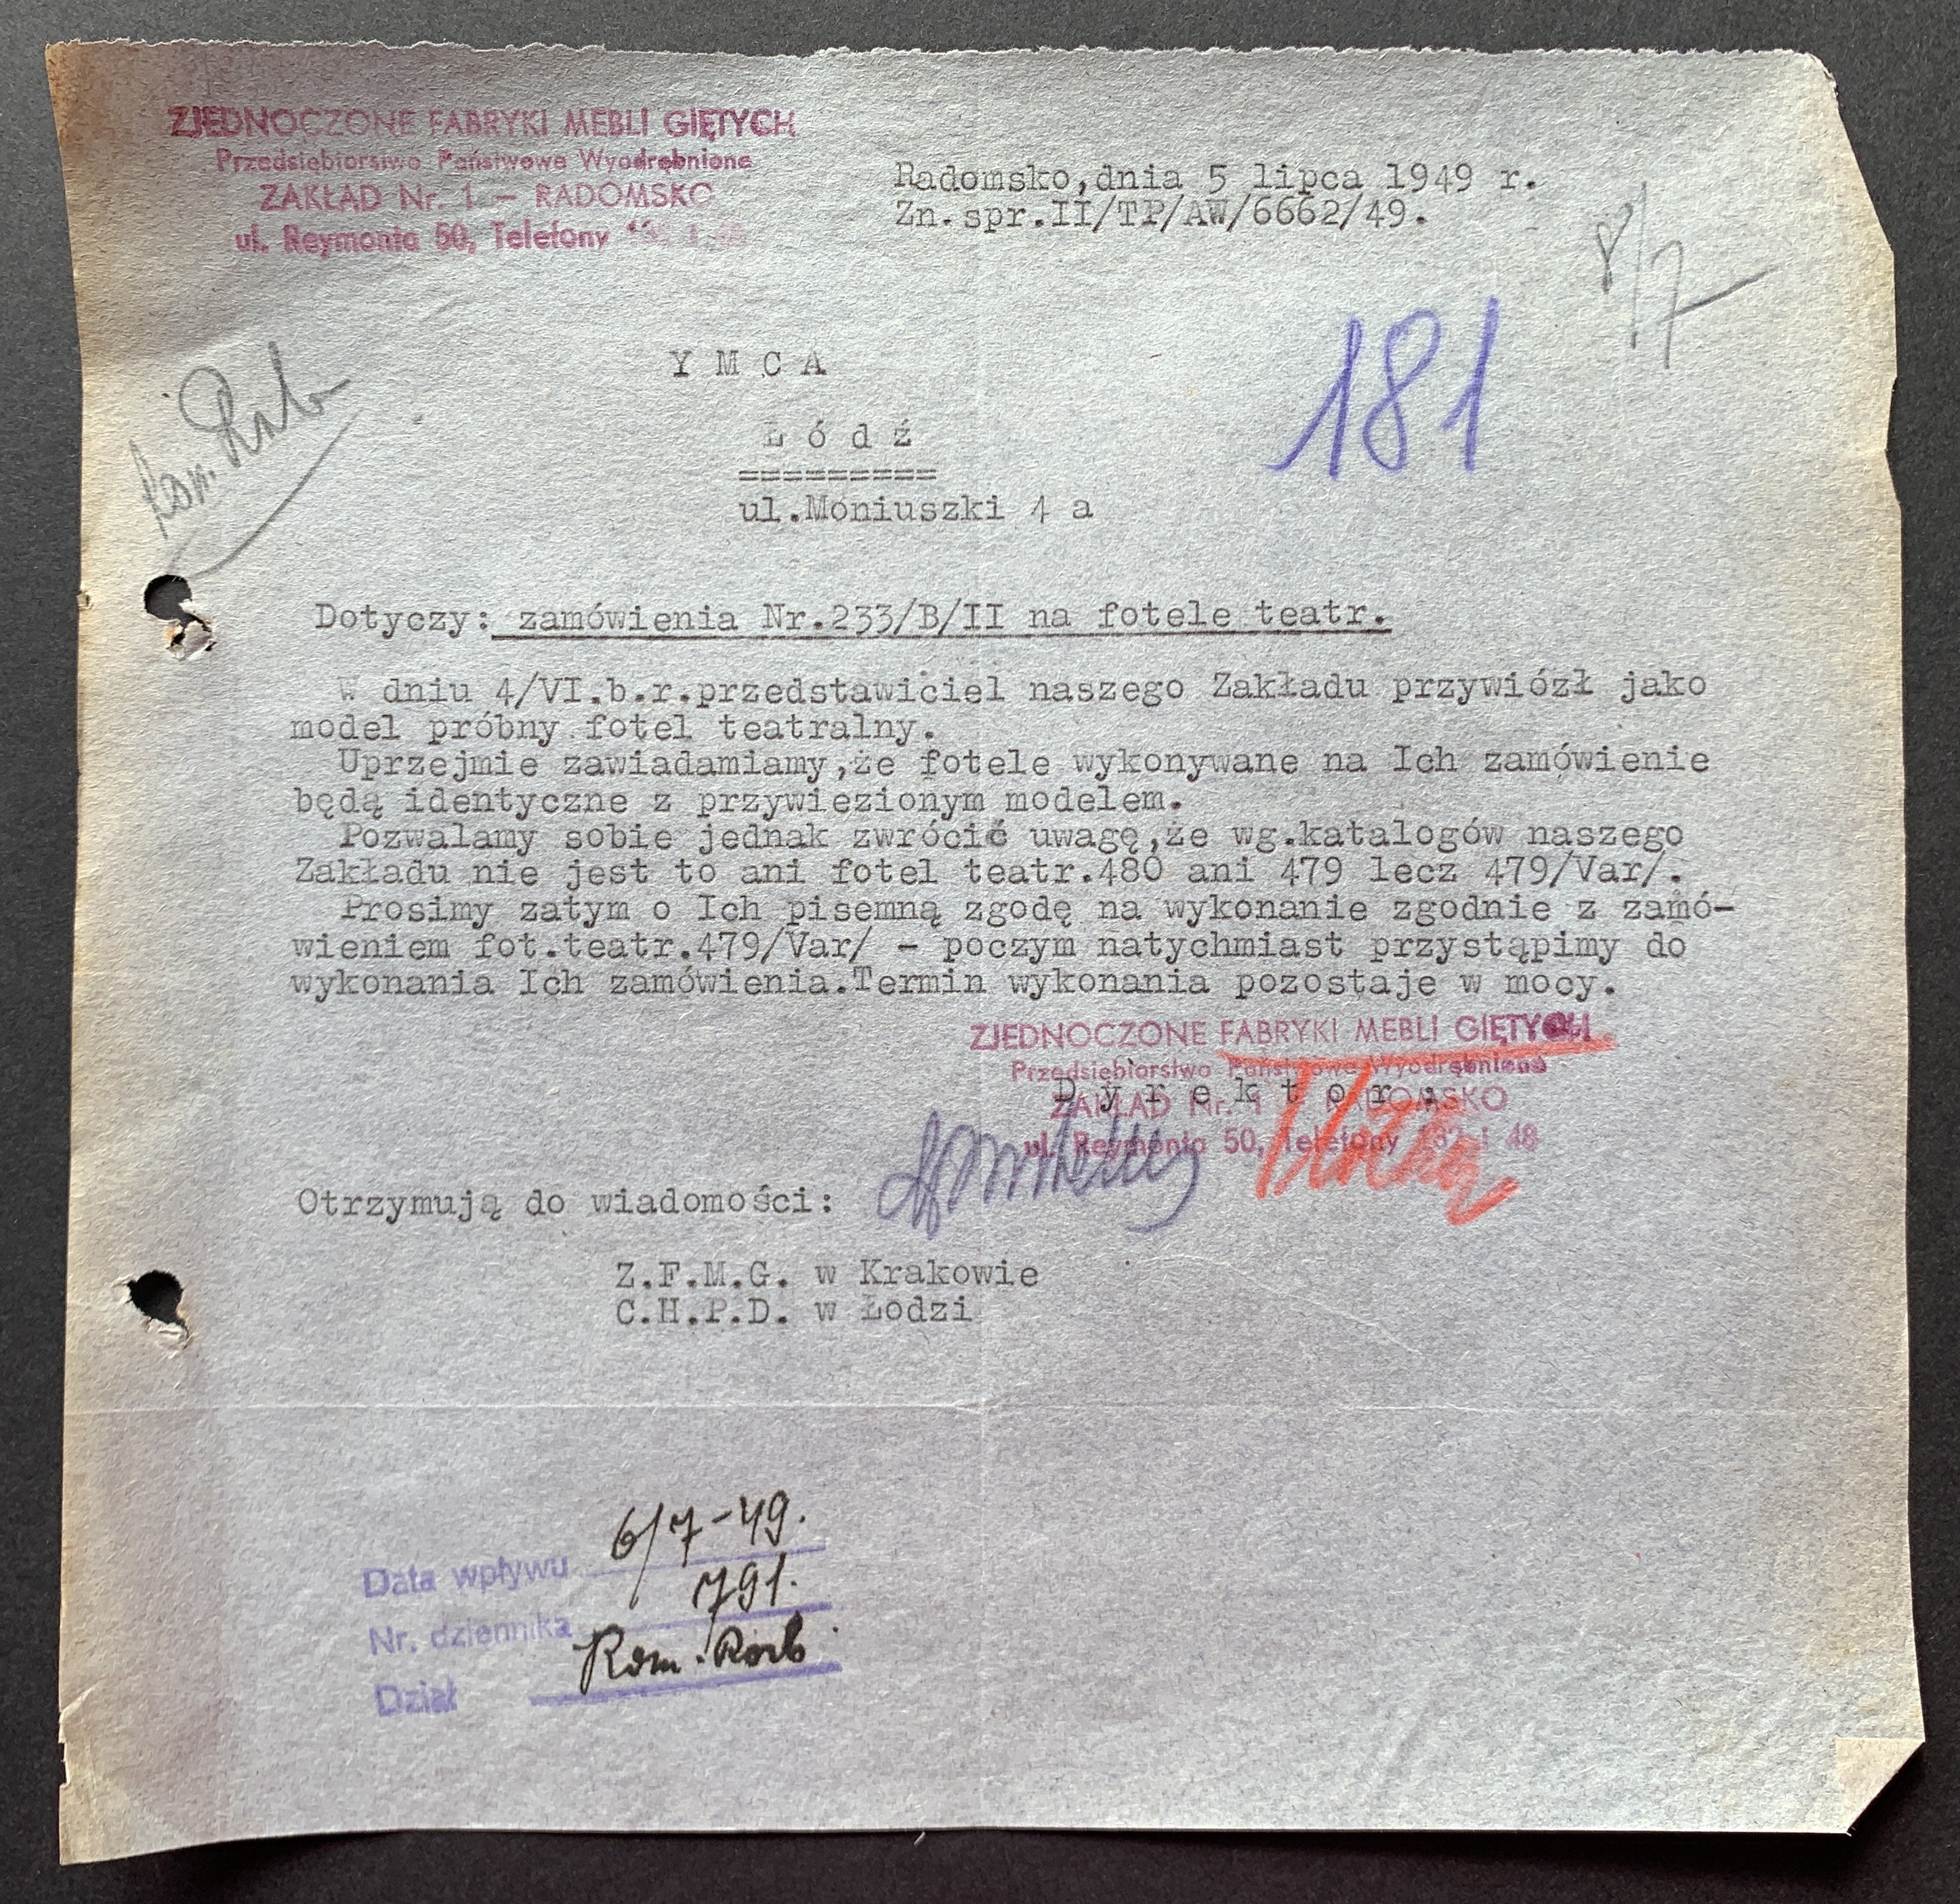 ZJEDNOCZONE FABRYKI MEBLI GIĘTYCH
Przedsiębiorstwo Państwowe Wyodrębnione
ZAKŁAD Nr. 1 — RADOMSKO
ul. Reymonta 50, Telefony
Radomsko,dnia 5 lipca 1949 r.
Zn.spr.II/TP/AW/6662/49.
8/7
181
Y M C A
Ł ó d ź
=========
ul.Moniuszki 4 a
Dotyczy: zamówienia Nr.233/B/II na fotele teatr.
W dniu 4/VI.b.r.przedstawiciel naszego Zakładu przywiózł jako
model próbny fotel teatralny.
Uprzejmie zawiadamiamy,że fotele wykonywane na Ich zamówienie
będą identyczne z przywiezionym modelem.
Pozwalamy sobie jednak zwrócić uwagę,że wg.katalogów naszego
Zakładu nie jest to ani fotel teatr.480 ani 479 lecz 479/Var/.
Prosimy zatym o Ich pisemną zgodę na wykonanie zgodnie z zamó-
wieniem fot.teatr.479/Var/ - poczym natychmiast przystąpimy do
wykonania Ich zamówienia.Termin wykonania pozostaje w mocy.
ZJEDNOCZONE FABRYKI MEBLI GIĘTYCH
Przedsiębiorstwo Państwowe Wyodrębnione
D y r e k t o r :
ZAKŁAD Nr. 1 RADOMSKO
ul. Reymonta 50, Telefony 132 i 48
Otrzymują do wiadomości:
Z.F.M.G. w Krakowie
C.H.P.D. w Łodzi
Data wpływu 6/7-49.
Nr. dziennika 791.
Dział Kom.